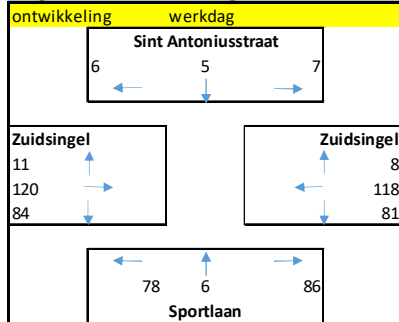 ontwikkeling werkdag
Sint Antoniusstraat
6 5 7
Zuidsingel Zuidsingel
11 8
120 118
84 81
78 6 86
Sportlaan